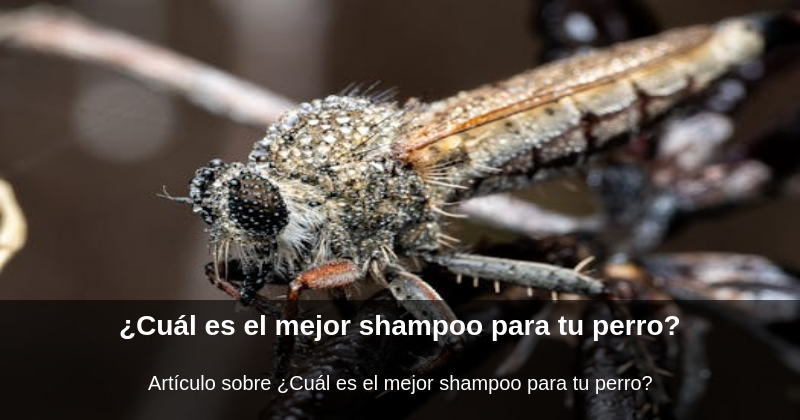 ¿Cuál es el mejor shampoo para tu perro?
Artículo sobre ¿Cuál es el mejor shampoo para tu perro?